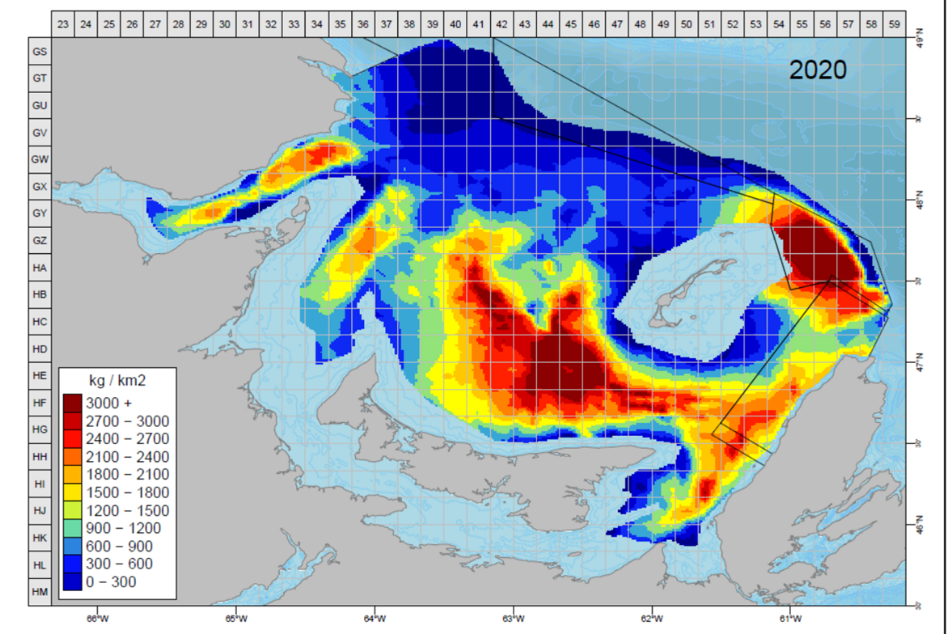 23 24 25 26 27 28 29 30 31 32 33 34 35 36 37 38 39 40 41 42 43 44 45 46 47 48 49 50 51 52 53 54 55 56 57 58 59
GS
GT
GU
GV
GW
GX
GY
GZ
HA
HB
HC
HD
HE
HF
HG
HH
HI
HJ
HK
HL
HM
2020
49°N
30'
48°N
30'
47°N
30'
46°N
30'
kg / km2
3000 +
2700 – 3000
2400 – 2700
2100 – 2400
1800 – 2100
1500 – 1800
1200 – 1500
900 – 1200
600 – 900
300 – 600
0 – 300
66°W 65°W 64°W 63°W 62°W 61°W